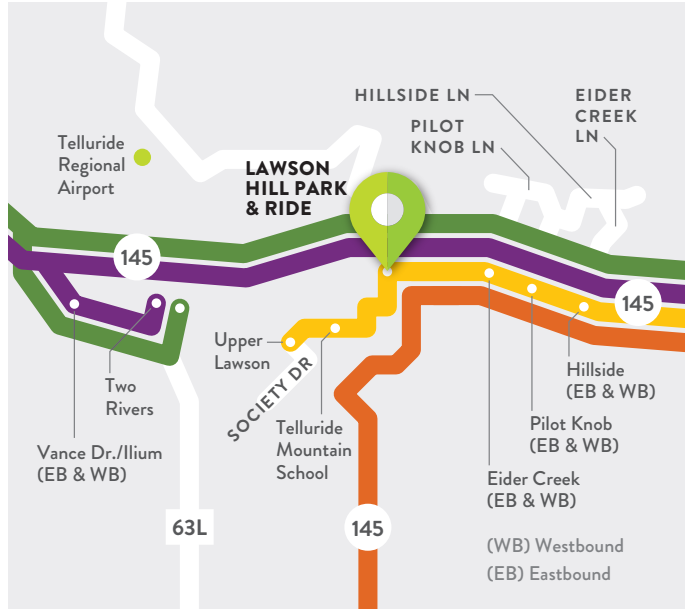 HILLSIDE LN
EIDER
CREEK
LN
PILOT
KNOB LN
Telluride
Regional
Airport
LAWSON
HILL PARK
& RIDE
145
145
Upper
Lawson
SOCIETY DR
Two
Rivers
Telluride
Mountain
School
Hillside
(EB & WB)
Pilot Knob
(EB & WB)
Vance Dr./Ilium
(EB & WB)
Eider Creek
(EB & WB)
63L
145
(WB) Westbound
(EB) Eastbound